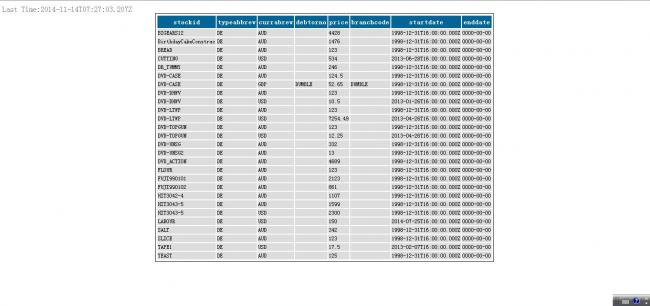 Last Time:2014-11-14T07:27:03.207Z
stockid typeabbrev currabrev debtorno price branchcode startdate enddate
BIGEARS12 DE AUD 4428 1998-12-31T16:00:00.000Z 0000-00-00
BirthdayCakeConstruc DE AUD 1476 1998-12-31T16:00:00.000Z 0000-00-00
BREAD DE AUD 123 1998-12-31T16:00:00.000Z 0000-00-00
CUTTING DE USD 534 2013-06-28T16:00:00.000Z 0000-00-00
DR_TUMMY DE AUD 246 1998-12-31T16:00:00.000Z 0000-00-00
DVD-CASE DE AUD 124.5 1998-12-31T16:00:00.000Z 0000-00-00
DVD-CASE DE GBP DUMBLE 52.65 DUMBLE 1998-12-31T16:00:00.000Z 0000-00-00
DVD-DHWV DE AUD 123 1998-12-31T16:00:00.000Z 0000-00-00
DVD-DHWV DE USD 10.5 2013-01-26T16:00:00.000Z 0000-00-00
DVD-LTWP DE AUD 123 1998-12-31T16:00:00.000Z 0000-00-00
DVD-LTWP DE USD 7254.49 2013-04-26T16:00:00.000Z 0000-00-00
DVD-TOPGUN DE AUD 123 1998-12-31T16:00:00.000Z 0000-00-00
DVD-TOPGUN DE USD 12.25 2013-04-26T16:00:00.000Z 0000-00-00
DVD-UNSG DE AUD 332 1998-12-31T16:00:00.000Z 0000-00-00
DVD-UNSG2 DE AUD 13 1998-12-31T16:00:00.000Z 0000-00-00
DVD_ACTION DE AUD 4609 1998-12-31T16:00:00.000Z 0000-00-00
FLOUR DE AUD 123 1998-12-31T16:00:00.000Z 0000-00-00
FUJI990101 DE AUD 2123 1998-12-31T16:00:00.000Z 0000-00-00
FUJI990102 DE AUD 861 1998-12-31T16:00:00.000Z 0000-00-00
HIT3042-4 DE AUD 1107 1998-12-31T16:00:00.000Z 0000-00-00
HIT3043-5 DE AUD 1599 1998-12-31T16:00:00.000Z 0000-00-00
HIT3043-5 DE USD 2300 1998-12-31T16:00:00.000Z 0000-00-00
LABOUR DE USD 150 2014-07-25T16:00:00.000Z 0000-00-00
SALT DE AUD 342 1998-12-31T16:00:00.000Z 0000-00-00
SLICE DE AUD 123 1998-12-31T16:00:00.000Z 0000-00-00
TAPE1 DE USD 17.5 2013-02-07T16:00:00.000Z 0000-00-00
YEAST DE AUD 125 1998-12-31T16:00:00.000Z 0000-00-00